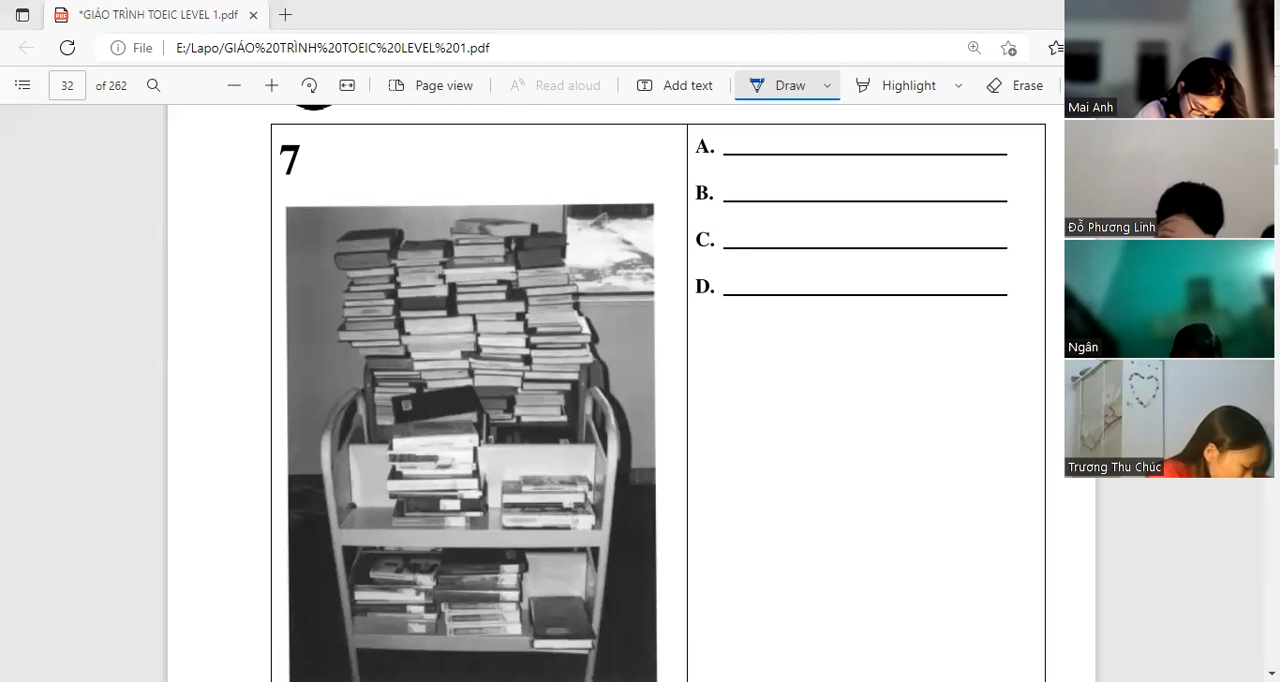 *GIÁO TRÌNH TOEIC LEVEL 1.pdf
File E:/Lapo/GIÁO%20TRÌNH%20TOEIC%20LEVEL%201.pdf
32 of 262 Page view Read aloud Add text Draw Highlight Erase
7
A.
B.
C.
D.
Mai Anh
Đỗ Phương Linh
Ngân
Trương Thu Chúc